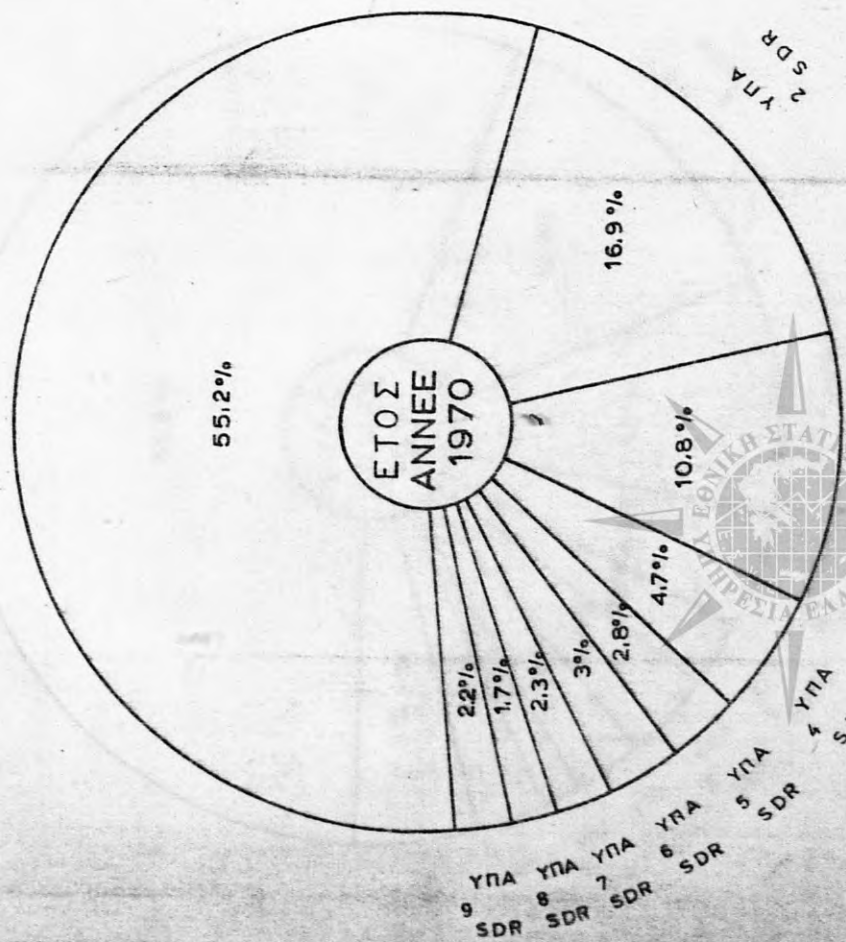 ΥΠΑ
2
SDR
55.2%
16.9%
10.8%
4.7%
2.8%
3%
2.3%
1.7%
2.2%
ΕΤΟΣ
ANNEE
1970
ΥΠΑ
4
ΥΠΑ
5
SDR
ΥΠΑ
6
SDR
ΥΠΑ
7
SDR
ΥΠΑ
8
SDR
ΥΠΑ
9
SDR
ΕΘΝΙΚΗ ΣΤΑΤ